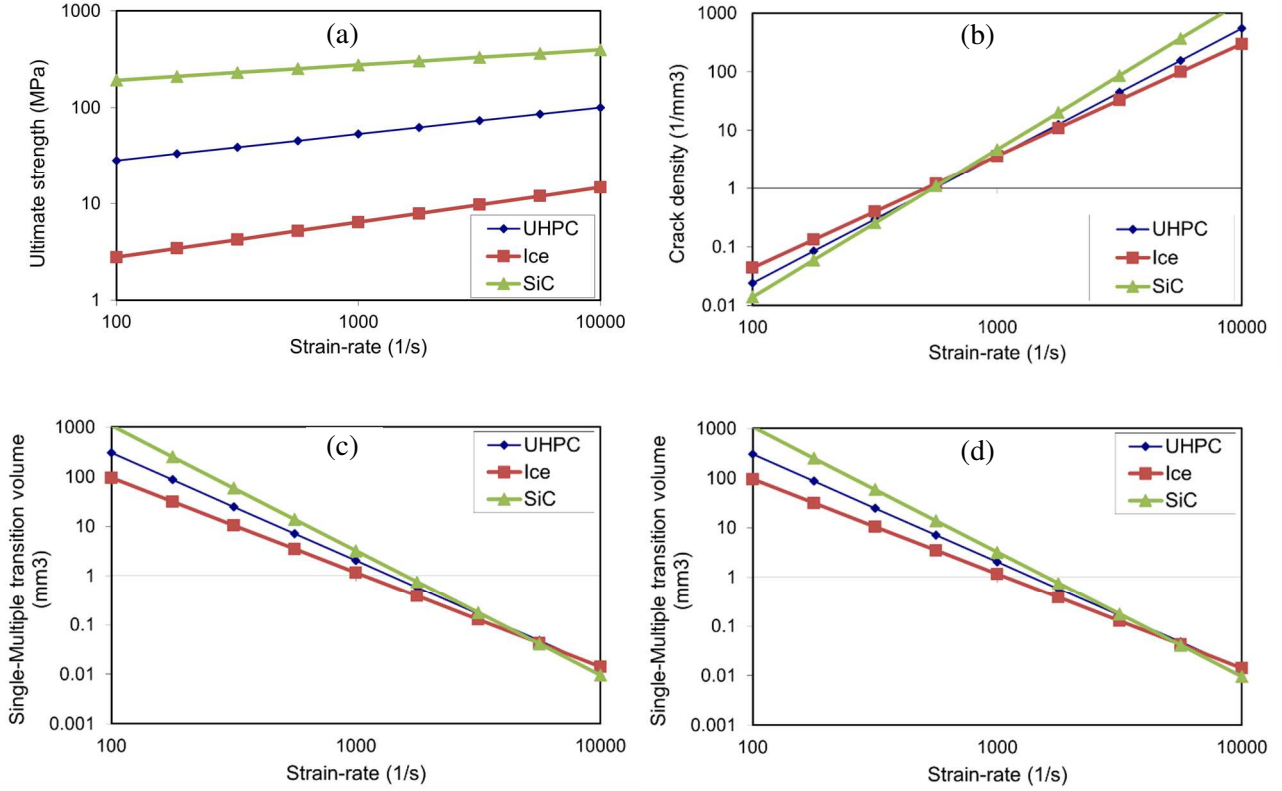 (a)
Ultimate strength (MPa)
1000
100
10
1
UHPC
Ice
SiC
100
1000
10000
Strain-rate (1/s)
(b)
Crack density (1/mm3)
1000
100
10
1
0.1
0.01
UHPC
Ice
SiC
100
1000
10000
Strain-rate (1/s)
(c)
Single-Multiple transition volume
(mm3)
1000
100
10
1
0.1
0.01
0.001
UHPC
Ice
SiC
100
1000
10000
Strain-rate (1/s)
(d)
Single-Multiple transition volume
(mm3)
1000
100
10
1
0.1
0.01
0.001
UHPC
Ice
SiC
100
1000
10000
Strain-rate (1/s)